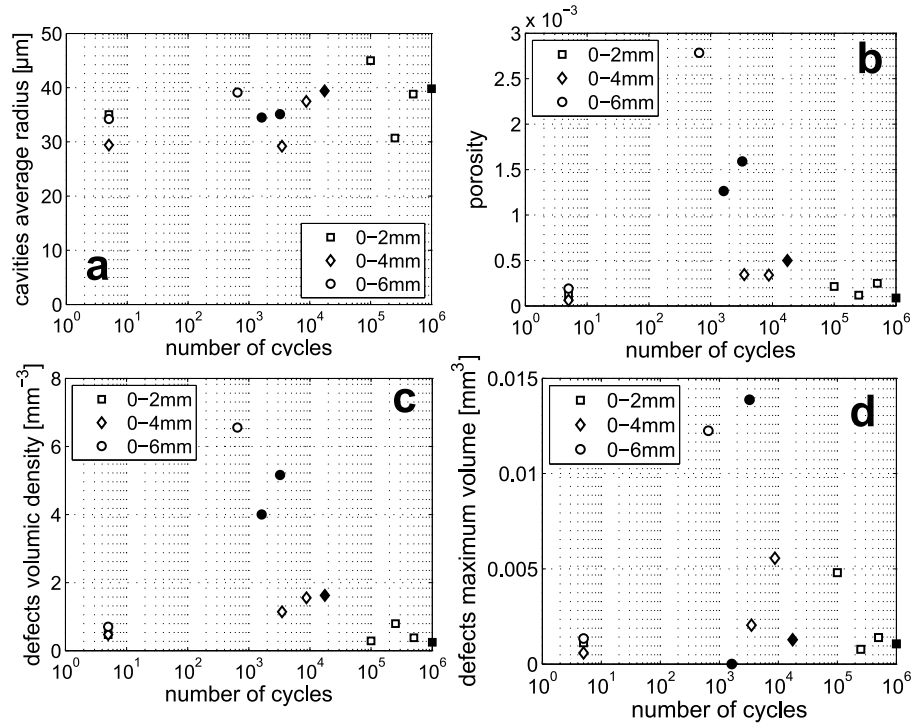 cavities average radius [µm]
50
40
30
20
10
0
a
0−2mm
0−4mm
0−6mm
10^0 10^1 10^2 10^3 10^4 10^5 10^6
number of cycles
x 10^−3
porosity
3
2.5
2
1.5
1
0.5
0
b
0−2mm
0−4mm
0−6mm
10^0 10^1 10^2 10^3 10^4 10^5 10^6
number of cycles
defects volumic density [mm^−3]
8
6
4
2
0
c
0−2mm
0−4mm
0−6mm
10^0 10^1 10^2 10^3 10^4 10^5 10^6
number of cycles
defects maximum volume [mm^3]
0.015
0.01
0.005
0
d
0−2mm
0−4mm
0−6mm
10^0 10^1 10^2 10^3 10^4 10^5 10^6
number of cycles